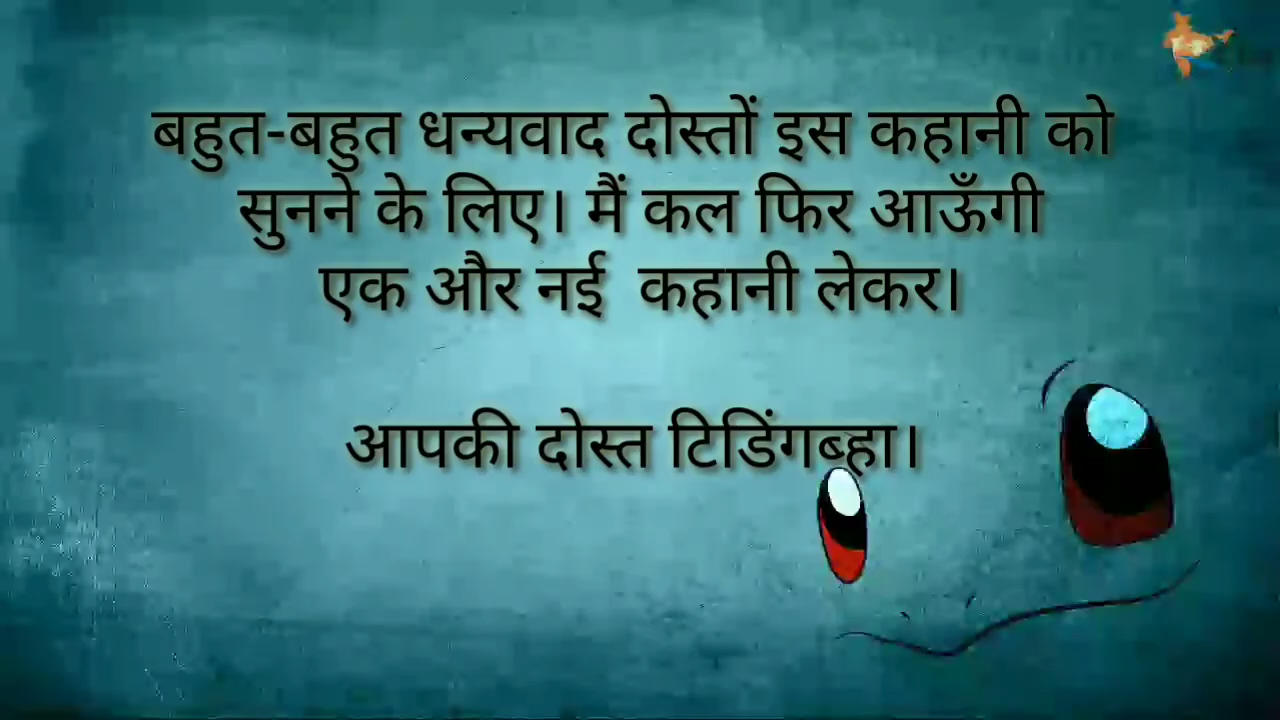 बहुत-बहुत धन्यवाद दोस्तों इस कहानी को
सुनने के लिए। मैं कल फिर आऊँगी
एक और नई कहानी लेकर।
आपकी दोस्त टिडिंगब्हा।